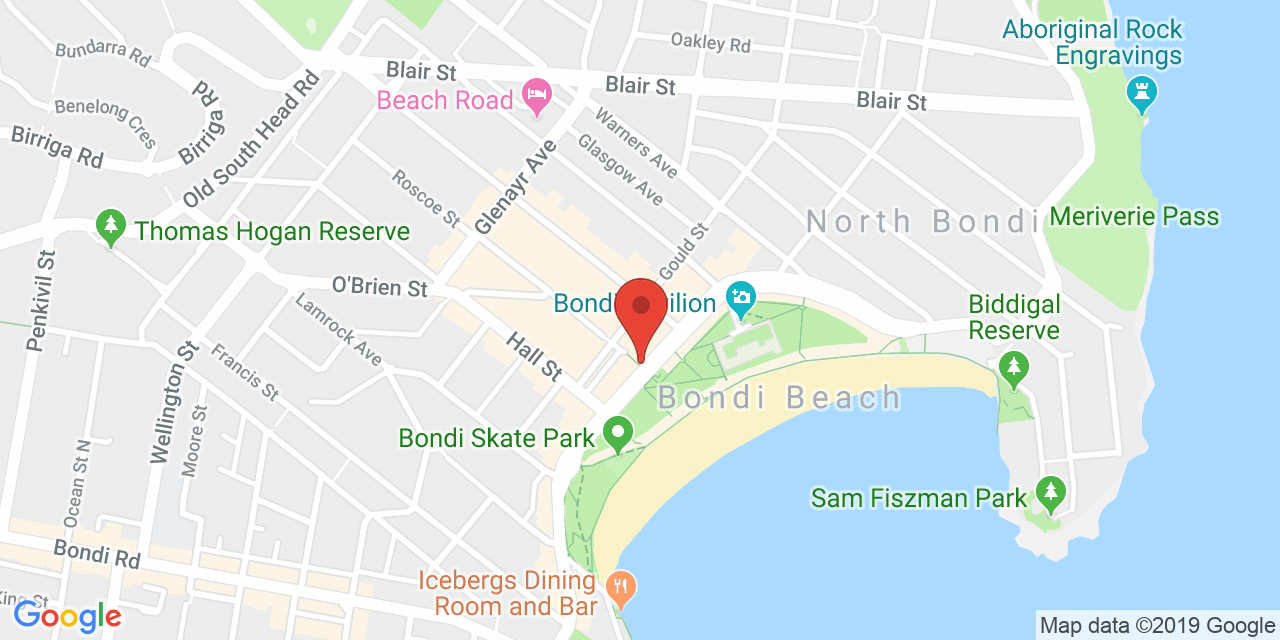 Aboriginal Rock
Engravings
Oakley Rd
Bundarra Rd
Blair St
Blair St
Blair St
Beach Road
Birriga Rd
Benelong Cres
Birriga Rd
Old South Head Rd
Warners Ave
Glasgow Ave
Glenayr Ave
Roscoe St
Thomas Hogan Reserve
North Bondi
Meriverie Pass
Gould St
Penkivil St
O'Brien St
Lamrock Ave
Biddigal
Reserve
Hall St
Francis St
Wellington St
Moore St
Bondi Beach
Bondi Skate Park
Ocean St N
Sam Fiszman Park
Bondi Rd
Icebergs Dining
Room and Bar
St
Google
Map data ©2019 Google